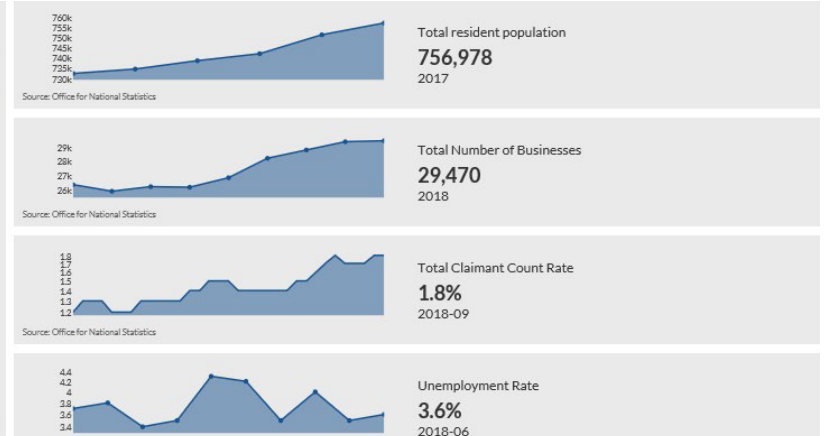 760k
755k
750k
745k
740k
735k
730k
Total resident population
756,978
2017
Source: Office for National Statistics
29k
28k
27k
26k
Total Number of Businesses
29,470
2018
Source: Office for National Statistics
1.8
1.7
1.6
1.5
1.4
1.3
1.2
Total Claimant Count Rate
1.8%
2018-09
Source: Office for National Statistics
4.4
4.2
4
3.8
3.6
3.4
Unemployment Rate
3.6%
2018-06